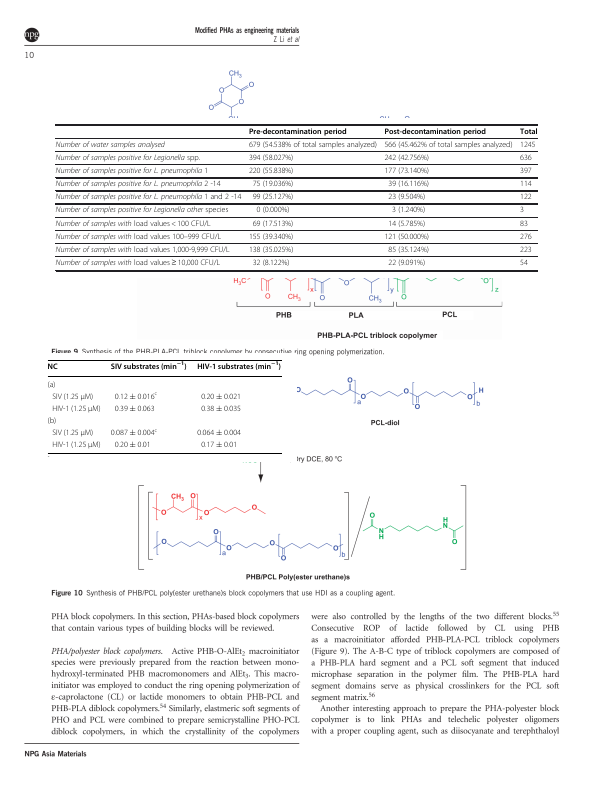 npg
Modified PHAs as engineering materials
Z Li et al
10
CH3
O
O
O
O
Pre-decontamination period Post-decontamination period Total
Number of water samples analysed 679 (54.538% of total samples analyzed) 566 (45.462% of total samples analyzed) 1245
Number of samples positive for Legionella spp. 394 (58.027%) 242 (42.756%) 636
Number of samples positive for L. pneumophila 1 220 (55.838%) 177 (73.140%) 397
Number of samples positive for L. pneumophila 2 -14 75 (19.036%) 39 (16.116%) 114
Number of samples positive for L. pneumophila 1 and 2 -14 99 (25.127%) 23 (9.504%) 122
Number of samples positive for Legionella other species 0 (0.000%) 3 (1.240%) 3
Number of samples with load values < 100 CFU/L 69 (17.513%) 14 (5.785%) 83
Number of samples with load values 100–999 CFU/L 155 (39.340%) 121 (50.000%) 276
Number of samples with load values 1,000-9,999 CFU/L 138 (35.025%) 85 (35.124%) 223
Number of samples with load values ≥ 10,000 CFU/L 32 (8.122%) 22 (9.091%) 54
H3C O CH3 x O O CH3 y O O z
PHB PLA PCL
PHB-PLA-PCL triblock copolymer
Figure 9 Synthesis of the PHB-PLA-PCL triblock copolymer by consecutive ring opening polymerization.
NC SIV substrates (min−1) HIV-1 substrates (min−1)
(a)
SIV (1.25 μM) 0.12 ± 0.016c 0.20 ± 0.021
HIV-1 (1.25 μM) 0.39 ± 0.063 0.38 ± 0.035
(b)
SIV (1.25 μM) 0.087 ± 0.004c 0.064 ± 0.004
HIV-1 (1.25 μM) 0.20 ± 0.01 0.17 ± 0.01
O O a O O O b H
PCL-diol
ry DCE, 80 °C
CH3 O O x O O
O O a O O O b
O N H H N O
PHB/PCL Poly(ester urethane)s
Figure 10 Synthesis of PHB/PCL poly(ester urethane)s block copolymers that use HDI as a coupling agent.
PHA block copolymers. In this section, PHAs-based block copolymers
that contain various types of building blocks will be reviewed.
PHA/polyester block copolymers. Active PHB-O-AlEt2 macroinitiator
species were previously prepared from the reaction between mono-
hydroxyl-terminated PHB macromonomers and AlEt3. This macro-
initiator was employed to conduct the ring opening polymerization of
ε-caprolactone (CL) or lactide monomers to obtain PHB-PCL and
PHB-PLA diblock copolymers.54 Similarly, elastmeric soft segments of
PHO and PCL were combined to prepare semicrystalline PHO-PCL
diblock copolymers, in which the crystallinity of the copolymers
were also controlled by the lengths of the two different blocks.55
Consecutive ROP of lactide followed by CL using PHB
as a macroinitiator afforded PHB-PLA-PCL triblock copolymers
(Figure 9). The A-B-C type of triblock copolymers are composed of
a PHB-PLA hard segment and a PCL soft segment that induced
microphase separation in the polymer film. The PHB-PLA hard
segment domains serve as physical crosslinkers for the PCL soft
segment matrix.56
Another interesting approach to prepare the PHA-polyester block
copolymer is to link PHAs and telechelic polyester oligomers
with a proper coupling agent, such as diisocyanate and terephthaloyl
NPG Asia Materials